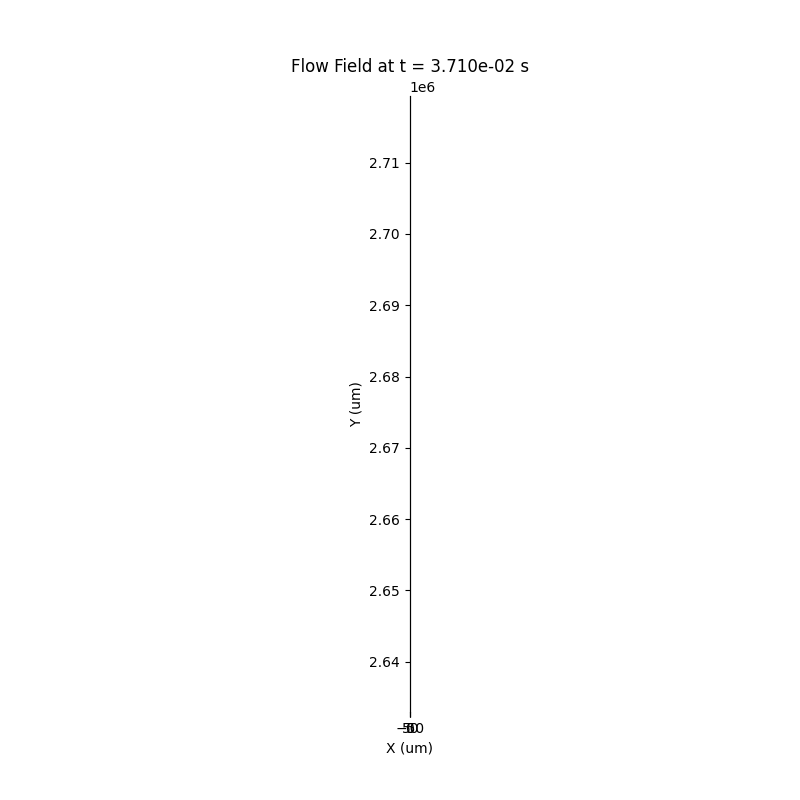 Flow Field at t = 3.710e-02 s
1e6
2.71
2.70
2.69
2.68
Y (um)
2.67
2.66
2.65
2.64
X (um)